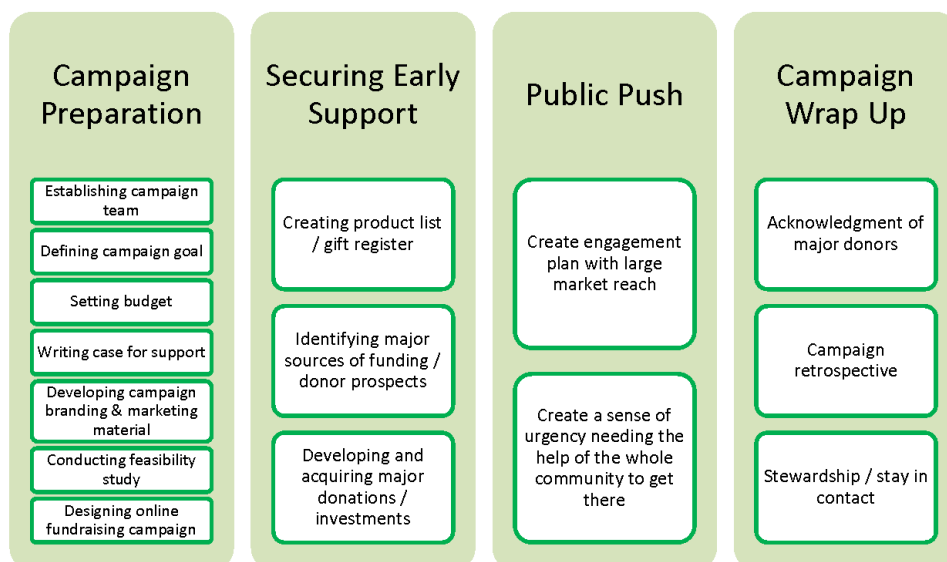 Campaign
Preparation
Establishing campaign
team
Defining campaign goal
Setting budget
Writing case for support
Developing campaign
branding & marketing
material
Conducting feasibility
study
Designing online
fundraising campaign
Securing Early
Support
Creating product list
/ gift register
Identifying major
sources of funding /
donor prospects
Developing and
acquiring major
donations /
investments
Public Push
Create engagement
plan with large
market reach
Create a sense of
urgency needing the
help of the whole
community to get
there
Campaign
Wrap Up
Acknowledgment of
major donors
Campaign
retrospective
Stewardship / stay in
contact